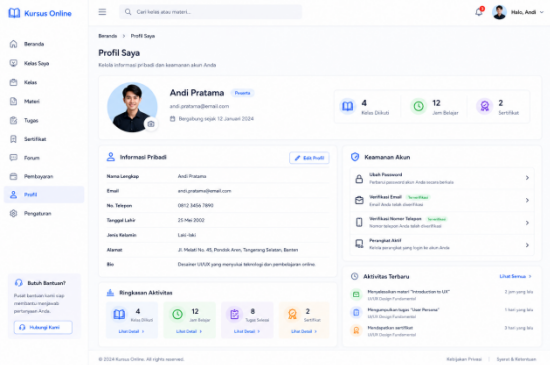 Kursus Online
Cari kelas atau materi...
Halo, Andi
Beranda
Kelas Saya
Kelas
Materi
Tugas
Sertifikat
Forum
Pembayaran
Profil
Pengaturan
Butuh Bantuan?
Pusat bantuan kami siap
membantu menjawab
pertanyaan Anda.
Hubungi Kami
Beranda > Profil Saya
Profil Saya
Kelola informasi pribadi dan keamanan akun Anda
Andi Pratama Peserta
andi.pratama@email.com
Bergabung sejak 12 Januari 2024
4
Kelas Diikuti
12
Jam Belajar
2
Sertifikat
Informasi Pribadi
Edit Profil
Nama Lengkap Andi Pratama
Email andi.pratama@email.com
No. Telepon 0812 3456 7890
Tanggal Lahir 25 Mei 2002
Jenis Kelamin Laki-laki
Alamat Jl. Melati No. 45, Pondok Aren, Tangerang Selatan, Banten
Bio Desainer UI/UX yang menyukai teknologi dan pembelajaran online.
Ringkasan Aktivitas
4
Kelas Diikuti
Lihat Detail >
12
Jam Belajar
Lihat Detail >
8
Tugas Selesai
Lihat Detail >
2
Sertifikat
Lihat Detail >
Keamanan Akun
Ubah Password
Perbarui password akun Anda secara berkala
Verifikasi Email Terverifikasi
Email Anda telah diverifikasi
Verifikasi Nomor Telepon Terverifikasi
Nomor telepon Anda telah diverifikasi
Perangkat Aktif
Kelola perangkat yang login ke akun Anda
Aktivitas Terbaru
Lihat Semua >
Menyelesaikan materi "Introduction to UX"
UI/UX Design Fundamental
2 jam yang lalu
Mengumpulkan tugas "User Persona"
UI/UX Design Fundamental
1 hari yang lalu
Mendapatkan sertifikat
UI/UX Design Fundamental
3 hari yang lalu
© 2024 Kursus Online. All rights reserved.
Kebijakan Privasi
Syarat & Ketentuan